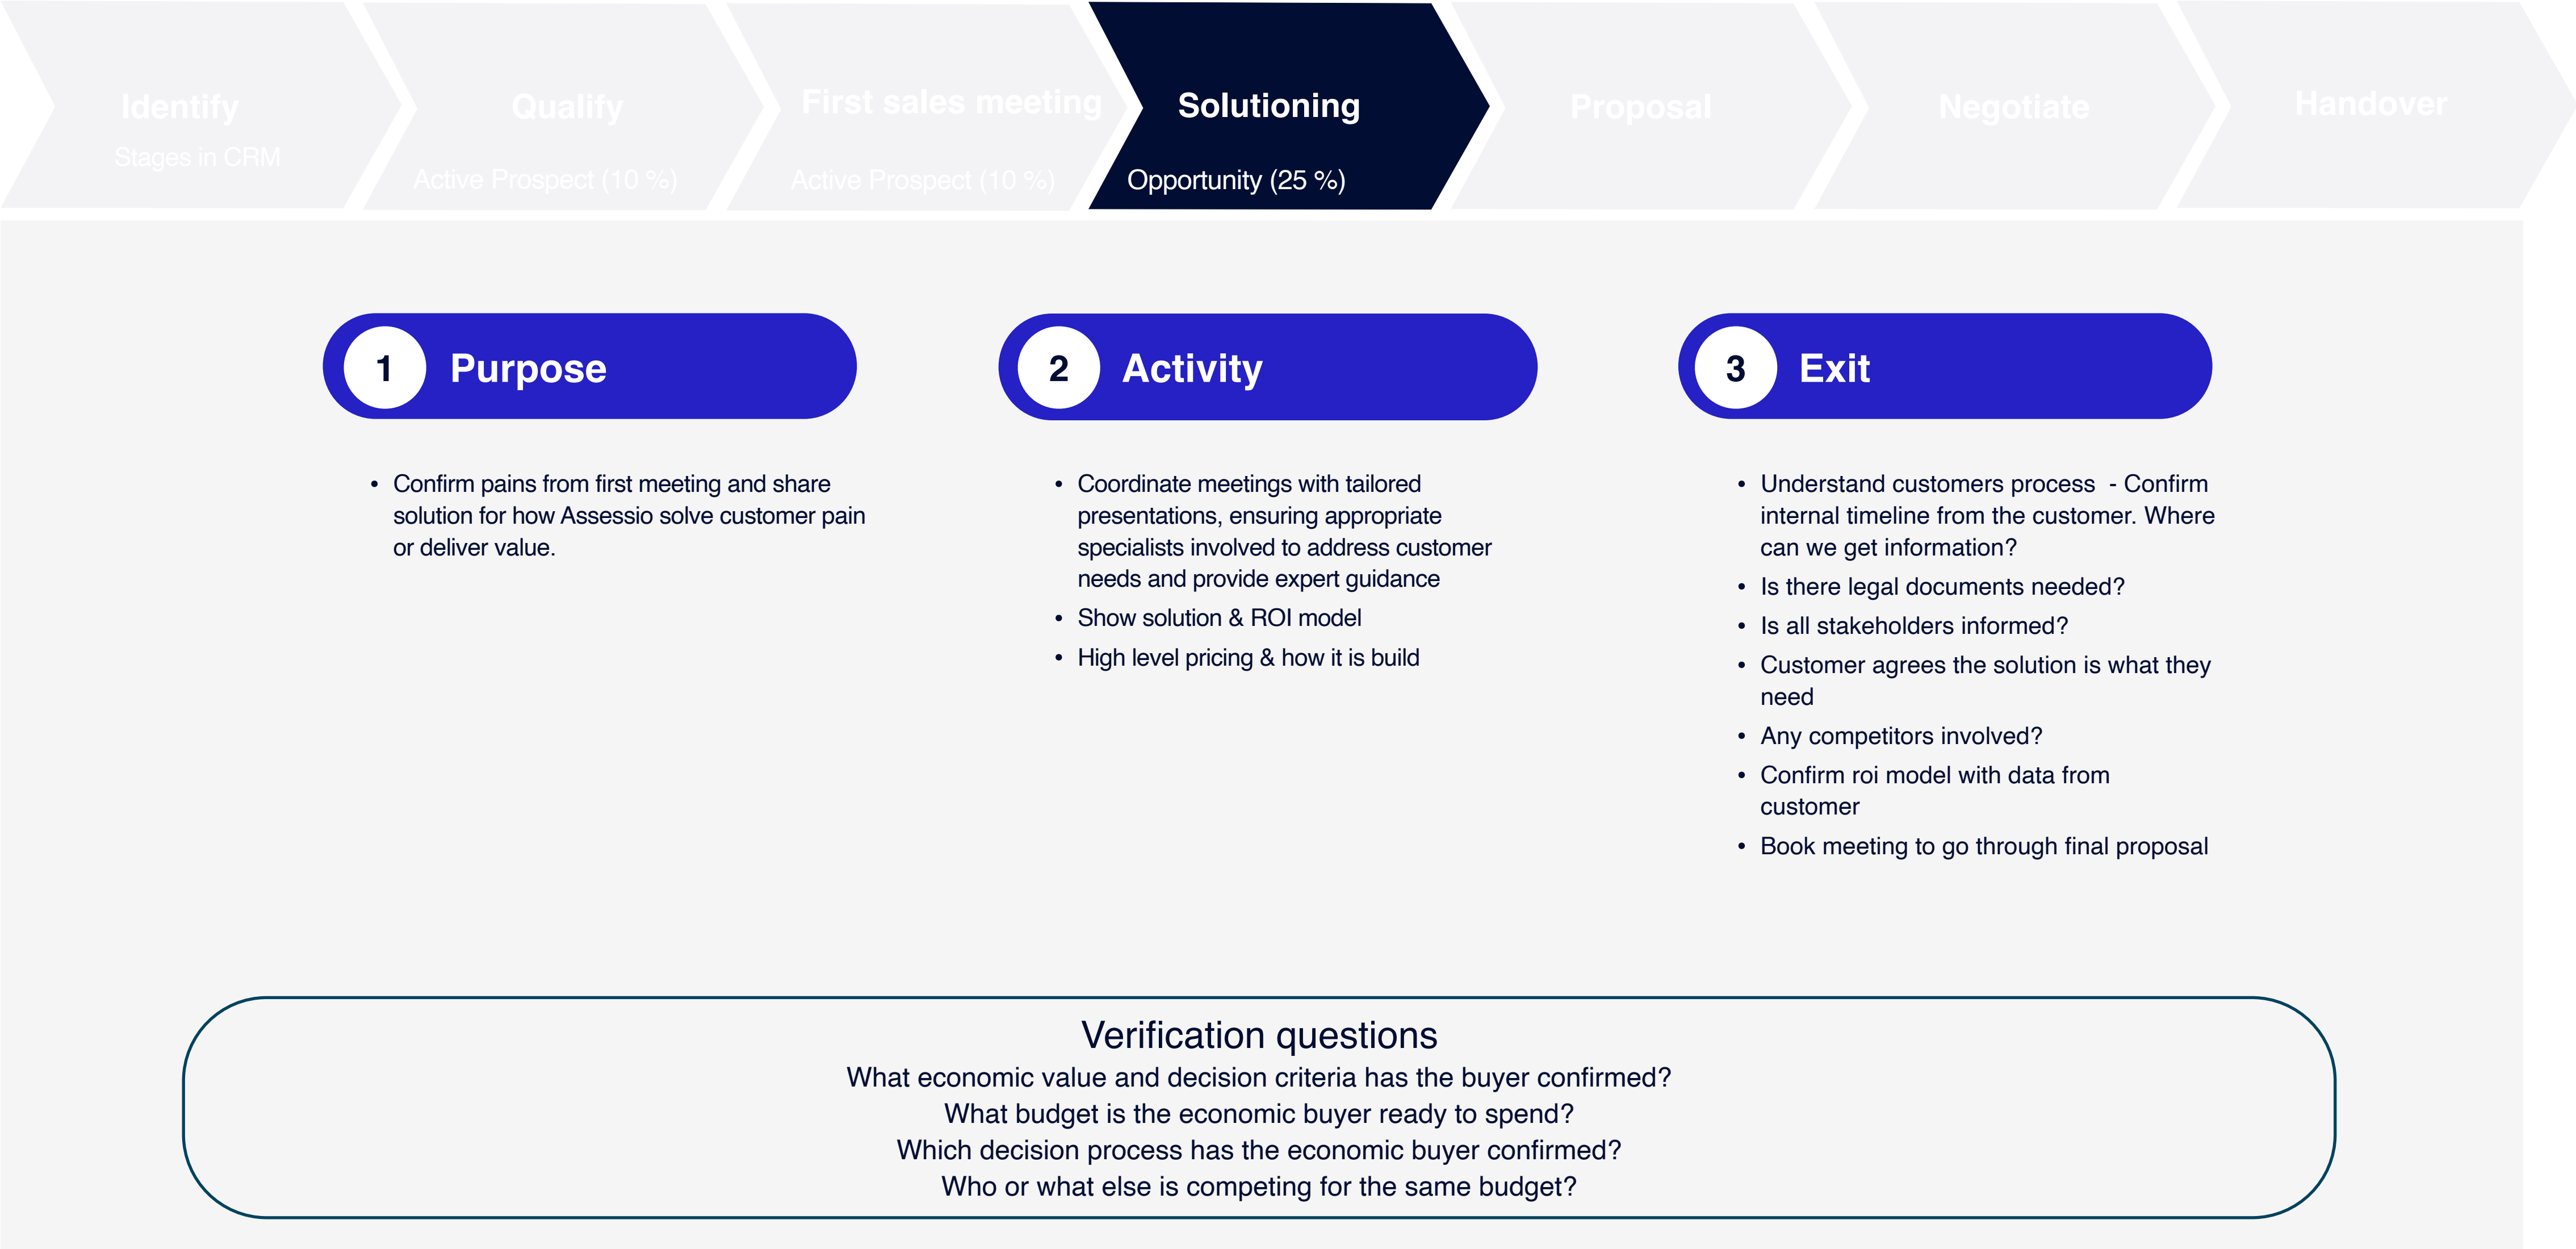 Identify
Stages in CRM
Qualify
Active Prospect (10 %)
First sales meeting
Active Prospect (10 %)
Solutioning
Opportunity (25 %)
Proposal
Negotiate
Handover
1 Purpose
• Confirm pains from first meeting and share
solution for how Assessio solve customer pain
or deliver value.
2 Activity
• Coordinate meetings with tailored
presentations, ensuring appropriate
specialists involved to address customer
needs and provide expert guidance
• Show solution & ROI model
• High level pricing & how it is build
3 Exit
• Understand customers process  - Confirm
internal timeline from the customer. Where
can we get information?
• Is there legal documents needed?
• Is all stakeholders informed?
• Customer agrees the solution is what they
need
• Any competitors involved?
• Confirm roi model with data from
customer
• Book meeting to go through final proposal
Verification questions
What economic value and decision criteria has the buyer confirmed?
What budget is the economic buyer ready to spend?
Which decision process has the economic buyer confirmed?
Who or what else is competing for the same budget?